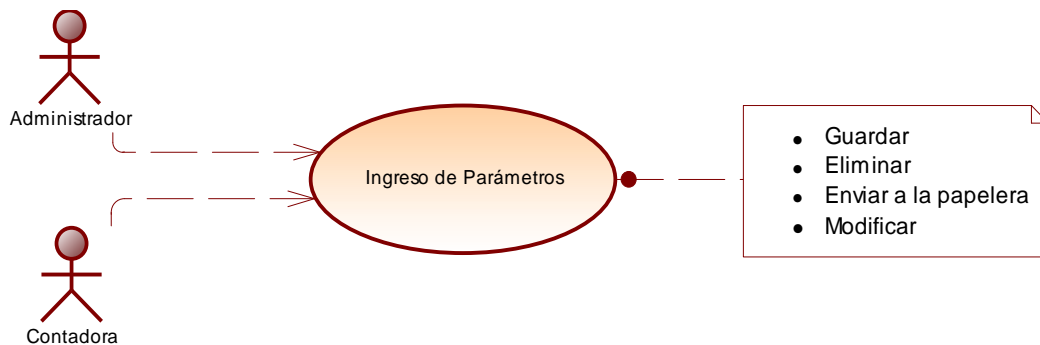 Administrador
Contadora
Ingreso de Parámetros
• Guardar
• Eliminar
• Enviar a la papelera
• Modificar